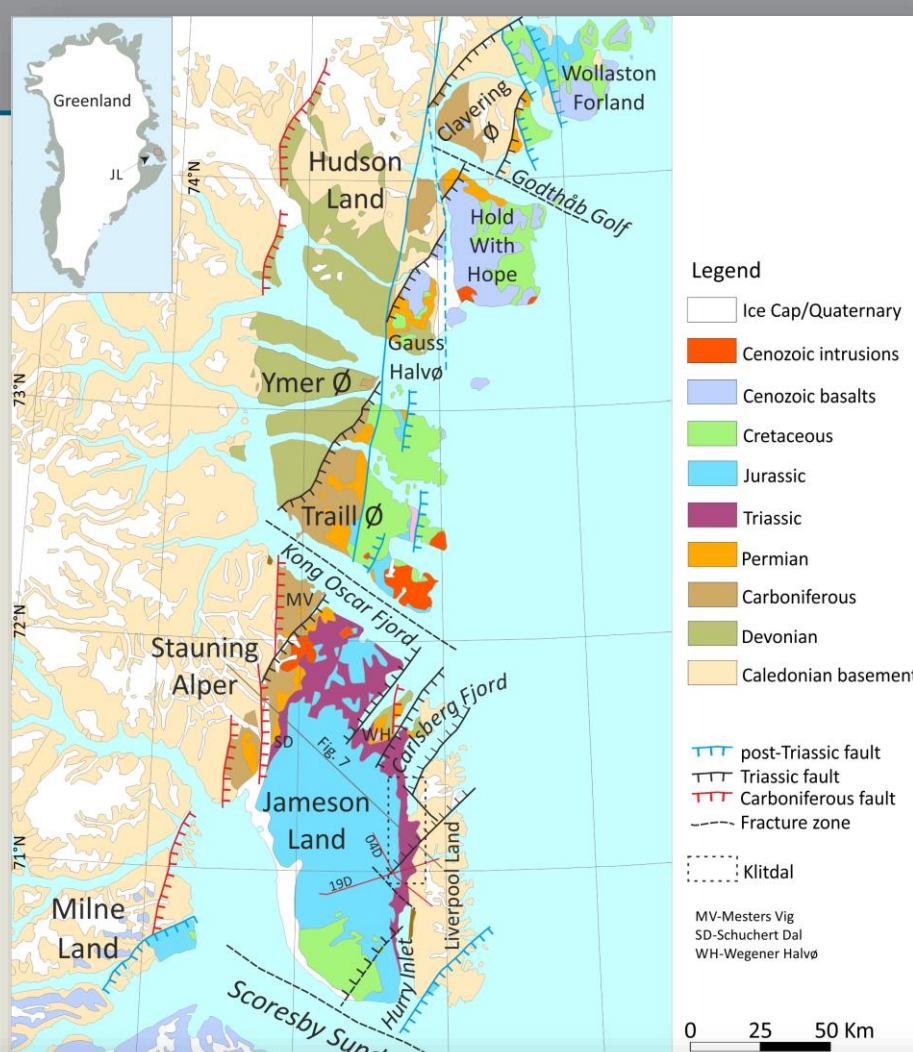 Greenland
JL
74°N
73°N
72°N
71°N
Wollaston
Forland
Clavering
Ø
Hudson
Land
Godthåb Golf
Hold
With
Hope
Gauss
Halvø
Ymer Ø
Traill Ø
Kong Oscar Fjord
MV
Stauning
Alper
SD
Fig. 7
WH
Carlsberg Fjord
Jameson
Land
04D
19D
Liverpool Land
Milne
Land
Hurry Inlet
Scoresby Sund
Legend
Ice Cap/Quaternary
Cenozoic intrusions
Cenozoic basalts
Cretaceous
Jurassic
Triassic
Permian
Carboniferous
Devonian
Caledonian basement
post-Triassic fault
Triassic fault
Carboniferous fault
Fracture zone
Klitdal
MV-Mesters Vig
SD-Schuchert Dal
WH-Wegener Halvø
0 25 50 Km